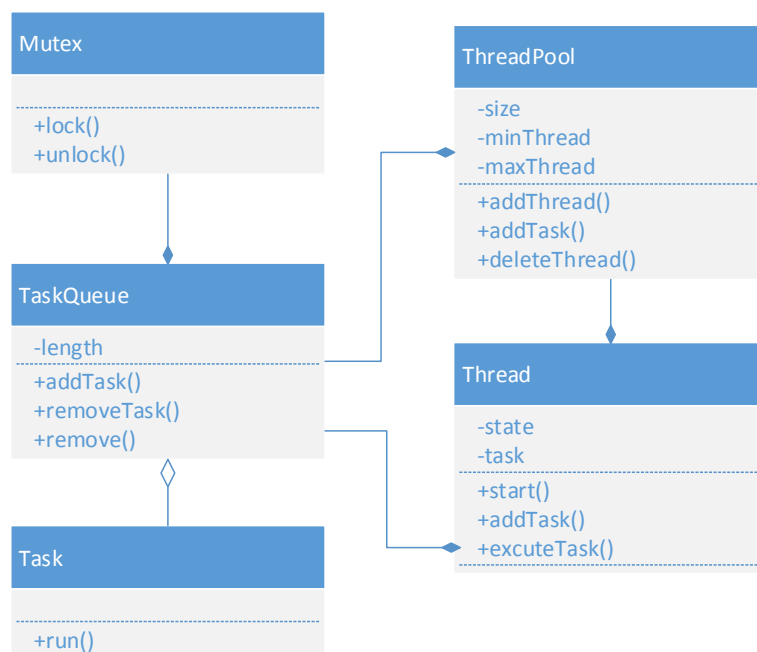 Mutex
+lock()
+unlock()
ThreadPool
-size
-minThread
-maxThread
+addThread()
+addTask()
+deleteThread()
TaskQueue
-length
+addTask()
+removeTask()
+remove()
Thread
-state
-task
+start()
+addTask()
+excuteTask()
Task
+run()